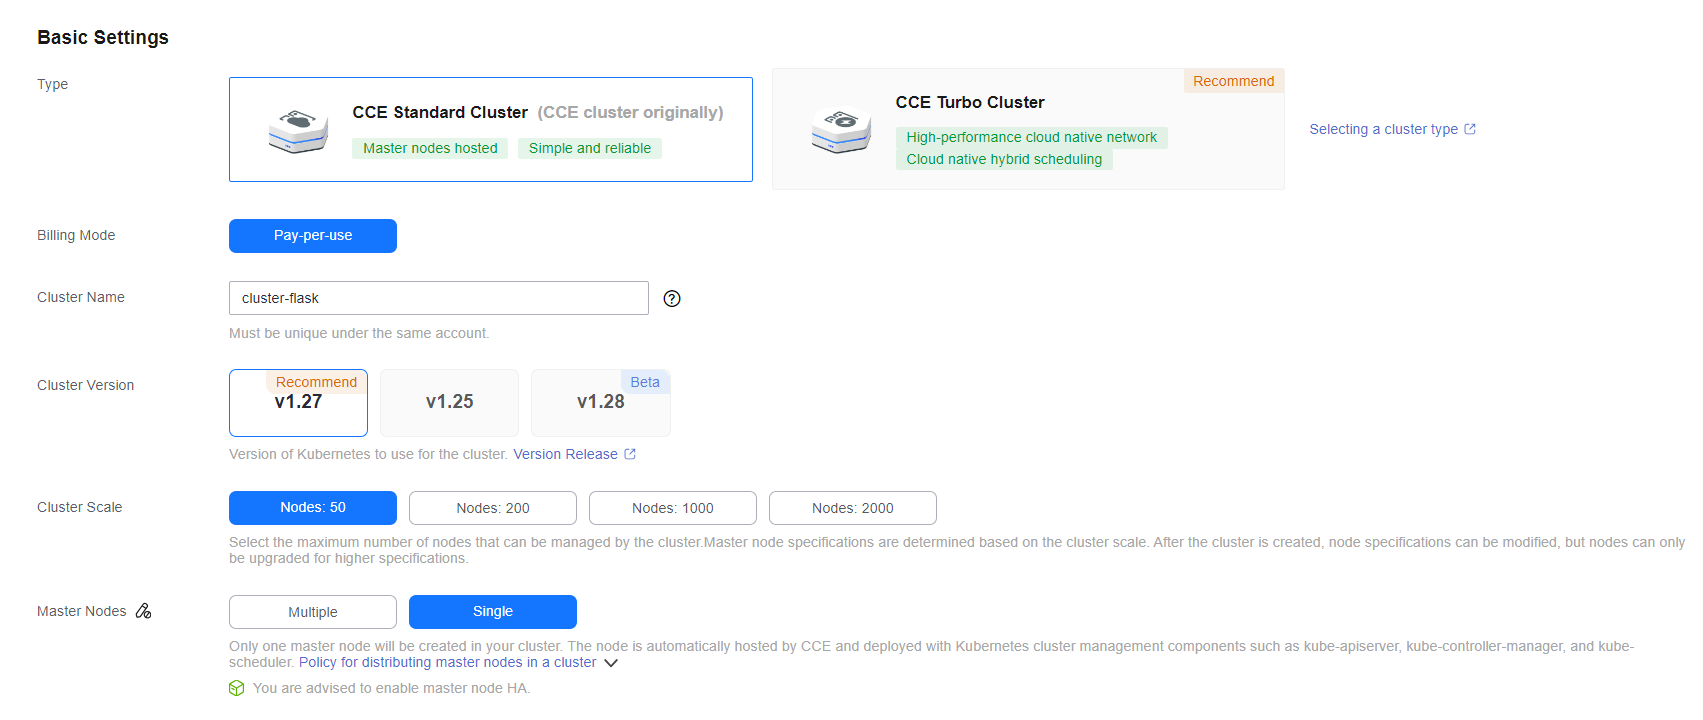 Basic Settings
Type
CCE Standard Cluster (CCE cluster originally)
Master nodes hosted
Simple and reliable
Recommend
CCE Turbo Cluster
High-performance cloud native network
Cloud native hybrid scheduling
Selecting a cluster type
Billing Mode
Pay-per-use
Cluster Name
cluster-flask
Must be unique under the same account.
Cluster Version
Recommend
v1.27
v1.25
Beta
v1.28
Version of Kubernetes to use for the cluster. Version Release
Cluster Scale
Nodes: 50
Nodes: 200
Nodes: 1000
Nodes: 2000
Select the maximum number of nodes that can be managed by the cluster.Master node specifications are determined based on the cluster scale. After the cluster is created, node specifications can be modified, but nodes can only
be upgraded for higher specifications.
Master Nodes
Multiple
Single
Only one master node will be created in your cluster. The node is automatically hosted by CCE and deployed with Kubernetes cluster management components such as kube-apiserver, kube-controller-manager, and kube-
scheduler. Policy for distributing master nodes in a cluster
You are advised to enable master node HA.